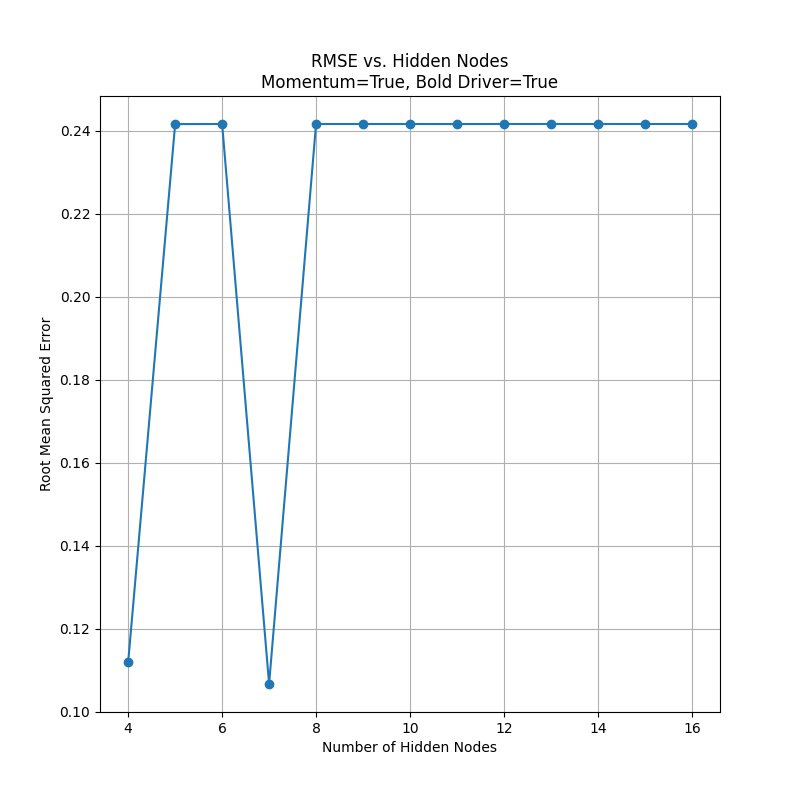 RMSE vs. Hidden Nodes
Momentum=True, Bold Driver=True
Root Mean Squared Error
0.24
0.22
0.20
0.18
0.16
0.14
0.12
0.10
4 6 8 10 12 14 16
Number of Hidden Nodes